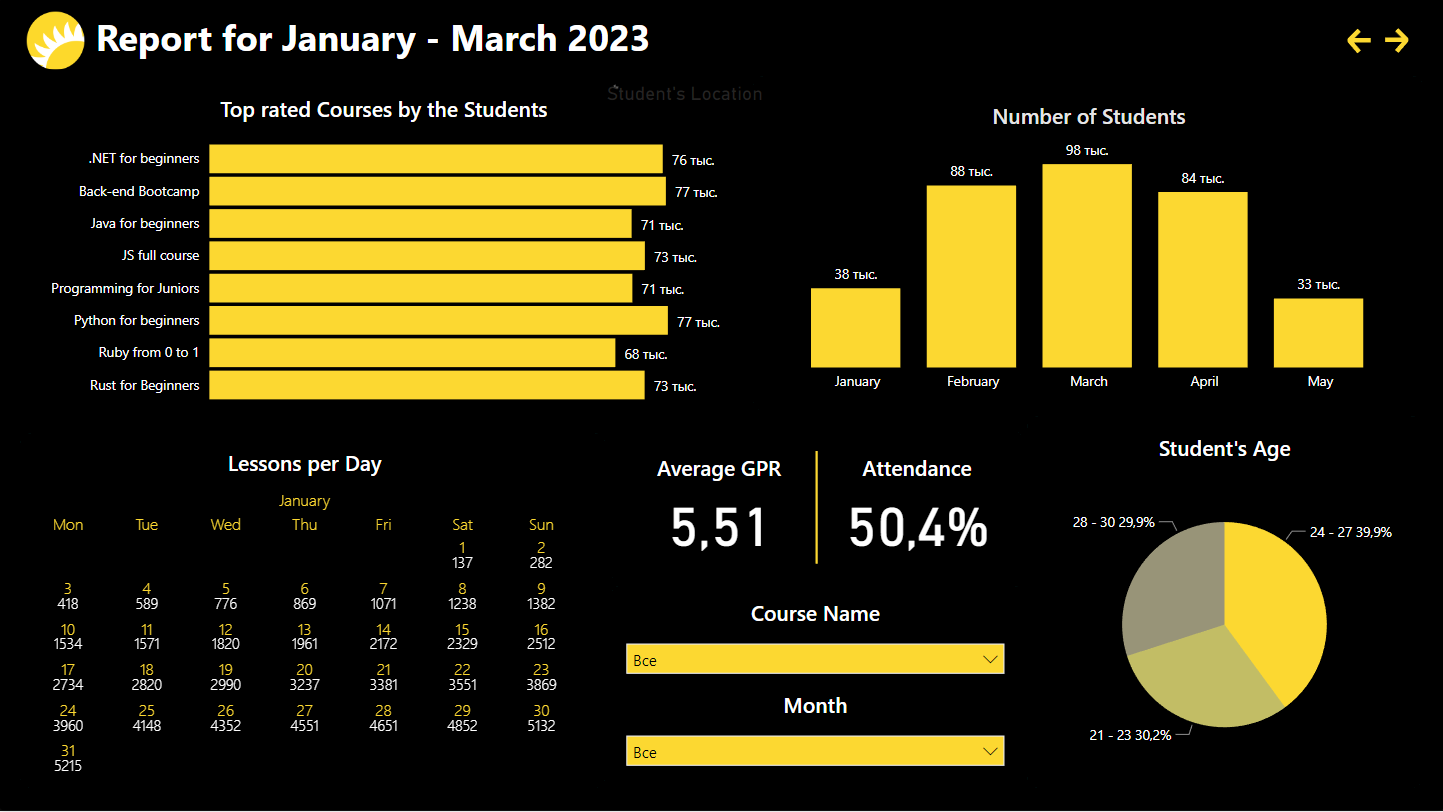 Report for January - March 2023
Student's Location
Top rated Courses by the Students
.NET for beginners 76 тыс.
Back-end Bootcamp 77 тыс.
Java for beginners 71 тыс.
JS full course 73 тыс.
Programming for Juniors 71 тыс.
Python for beginners 77 тыс.
Ruby from 0 to 1 68 тыс.
Rust for Beginners 73 тыс.
Number of Students
38 тыс. 88 тыс. 98 тыс. 84 тыс. 33 тыс.
January February March April May
Lessons per Day
January
Mon Tue Wed Thu Fri Sat Sun
1 2
137 282
3 4 5 6 7 8 9
418 589 776 869 1071 1238 1382
10 11 12 13 14 15 16
1534 1571 1820 1961 2172 2329 2512
17 18 19 20 21 22 23
2734 2820 2990 3237 3381 3551 3869
24 25 26 27 28 29 30
3960 4148 4352 4551 4651 4852 5132
31
5215
Average GPR
5,51
Attendance
50,4%
Course Name
Все
Month
Все
Student's Age
28 - 30 29,9%
24 - 27 39,9%
21 - 23 30,2%